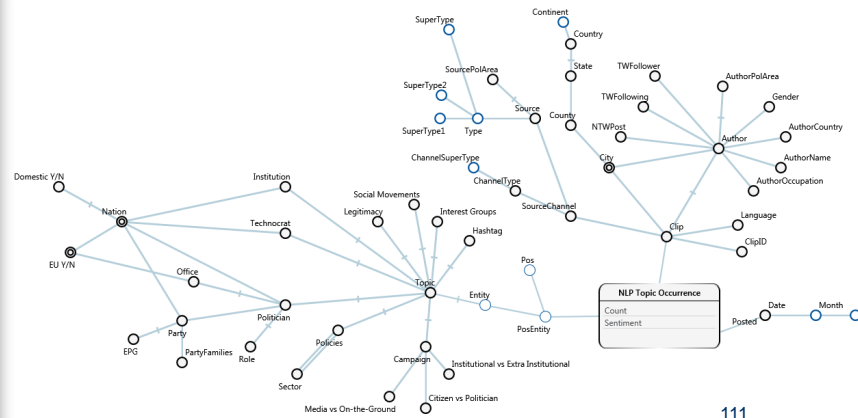 Continent
SuperType
Country
SourcePolArea
State
TWFollower
AuthorPolArea
SuperType2
TWFollowing
Gender
Source
County
SuperType1
Type
NTWPost
Author
AuthorCountry
ChannelSuperType
City
AuthorName
Domestic Y/N
Institution
ChannelType
AuthorOccupation
Social Movements
Nation
Legitimacy
Interest Groups
SourceChannel
Language
Technocrat
Hashtag
Clip
ClipID
EU Y/N
Office
Topic
Pos
Entity
NLP Topic Occurrence
Count
Sentiment
PosEntity
Posted
Date
Month
Politician
Party
Policies
EPG
PartyFamilies
Role
Campaign
Institutional vs Extra Institutional
Sector
Media vs On-the-Ground
Citizen vs Politician
111